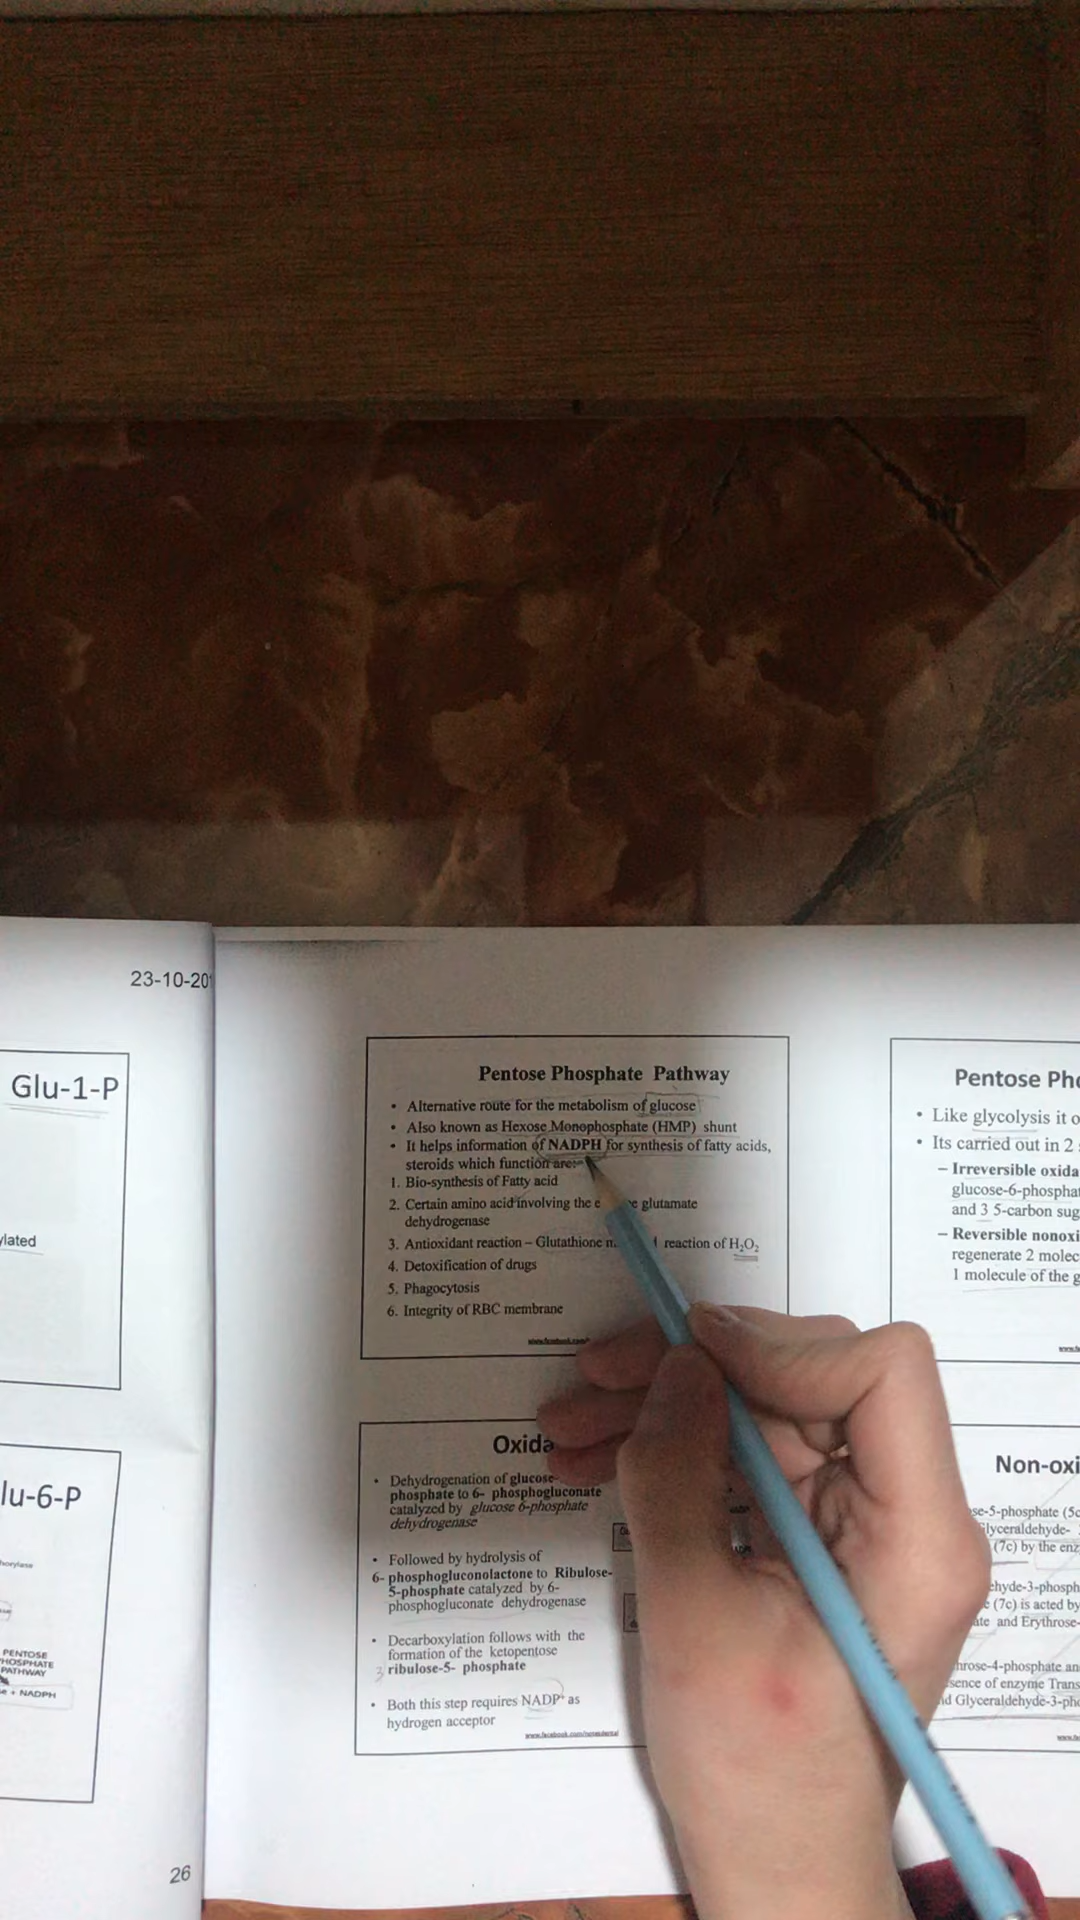 23-10-20
Glu-1-P
ylated
lu-6-P
PENTOSE
HOSPHATE
PATHWAY
+ NADPH
26
Pentose Phosphate Pathway
• Alternative route for the metabolism of glucose
• Also known as Hexose Monophosphate (HMP) shunt
• It helps information of NADPH for synthesis of fatty acids,
steroids which function are:-
1. Bio-synthesis of Fatty acid
2. Certain amino acid involving the e glutamate
dehydrogenase
3. Antioxidant reaction – Glutathione reaction of H₂O₂
4. Detoxification of drugs
5. Phagocytosis
6. Integrity of RBC membrane
Oxida
• Dehydrogenation of glucose-
phosphate to 6- phosphogluconate
catalyzed by glucose 6-phosphate
dehydrogenase
• Followed by hydrolysis of
6- phosphogluconolactone to Ribulose-
5-phosphate catalyzed by 6-
phosphogluconate dehydrogenase
• Decarboxylation follows with the
formation of the ketopentose
ribulose-5- phosphate
• Both this step requires NADP⁺ as
hydrogen acceptor
Pentose Pho
• Like glycolysis it o
• Its carried out in 2
– Irreversible oxida
glucose-6-phosphat
and 3 5-carbon sug
– Reversible nonoxi
regenerate 2 molec
1 molecule of the g
Non-oxi
se-5-phosphate (5c
Glyceraldehyde-
(7c) by the enz
ehyde-3-phosph
(7c) is acted by
ate and Erythrose-
hrose-4-phosphate an
sence of enzyme Trans
d Glyceraldehyde-3-pho